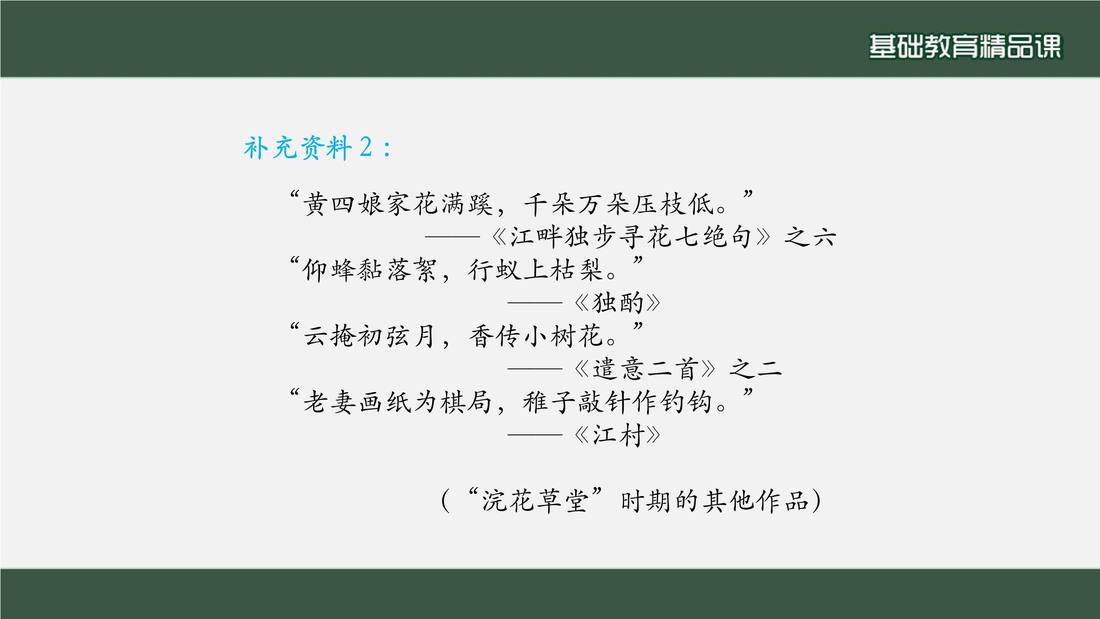 基础教育精品课
补充资料2：
“黄四娘家花满蹊，千朵万朵压枝低。”
——《江畔独步寻花七绝句》之六
“仰蜂黏落絮，行蚁上枯梨。”
——《独酌》
“云掩初弦月，香传小树花。”
——《遣意二首》之二
“老妻画纸为棋局，稚子敲针作钓钩。”
——《江村》
（“浣花草堂”时期的其他作品）